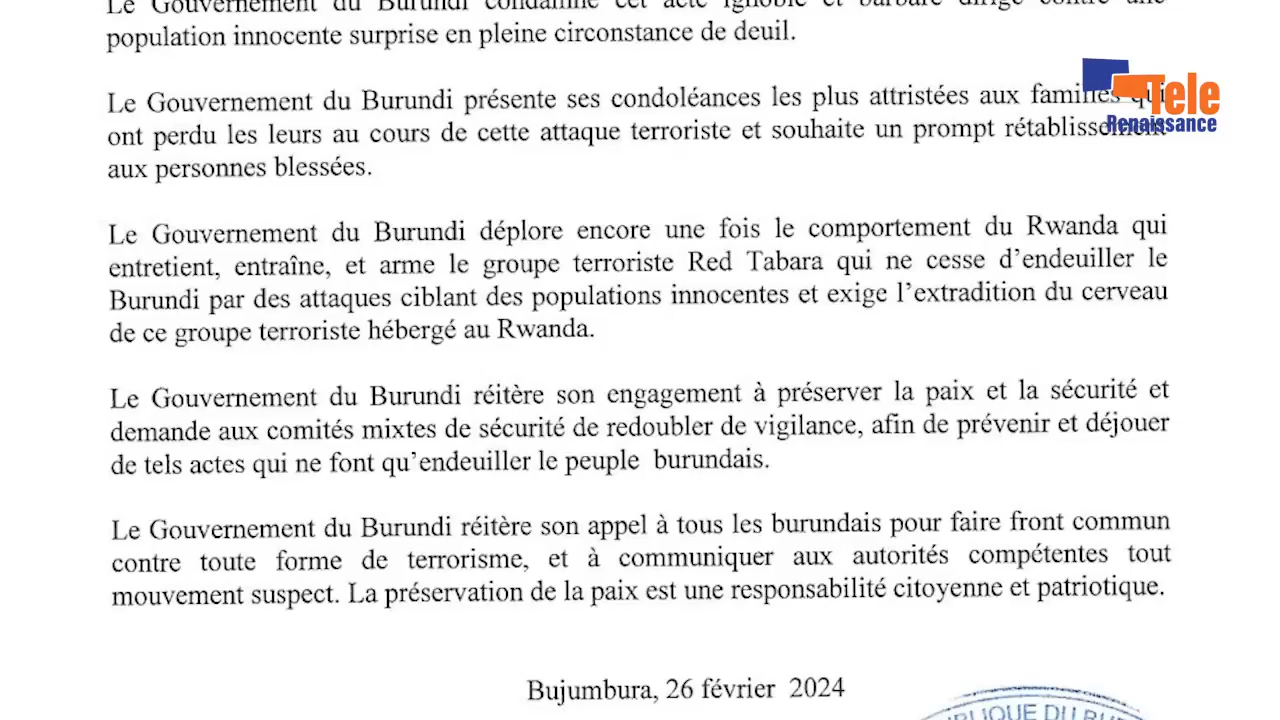 Le Gouvernement du Burundi condamne cet acte ignoble et barbare dirigé contre une
population innocente surprise en pleine circonstance de deuil.
Le Gouvernement du Burundi présente ses condoléances les plus attristées aux familles qui
ont perdu les leurs au cours de cette attaque terroriste et souhaite un prompt rétablissement
aux personnes blessées.
Tele
Renaissance
Le Gouvernement du Burundi déplore encore une fois le comportement du Rwanda qui
entretient, entraîne, et arme le groupe terroriste Red Tabara qui ne cesse d’endeuiller le
Burundi par des attaques ciblant des populations innocentes et exige l’extradition du cerveau
de ce groupe terroriste hébergé au Rwanda.
Le Gouvernement du Burundi réitère son engagement à préserver la paix et la sécurité et
demande aux comités mixtes de sécurité de redoubler de vigilance, afin de prévenir et déjouer
de tels actes qui ne font qu’endeuiller le peuple burundais.
Le Gouvernement du Burundi réitère son appel à tous les burundais pour faire front commun
contre toute forme de terrorisme, et à communiquer aux autorités compétentes tout
mouvement suspect. La préservation de la paix est une responsabilité citoyenne et patriotique.
Bujumbura, 26 février 2024